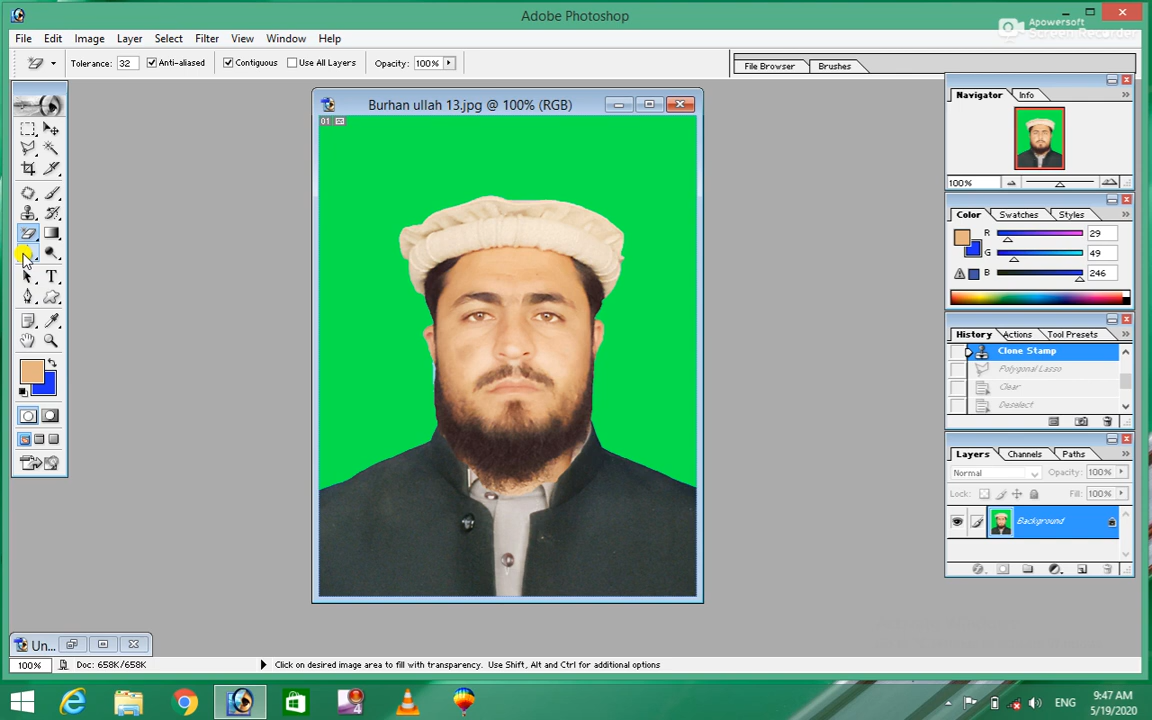 Adobe Photoshop
Apowersoft
Screen Recorder
File Edit Image Layer Select Filter View Window Help
Tolerance: 32 Anti-aliased Contiguous Use All Layers Opacity: 100%
File Browser Brushes
Burhan ullah 13.jpg @ 100% (RGB)
01
Navigator Info
100%
Color Swatches Styles
R 29
G 49
B 246
History Actions Tool Presets
Clone Stamp
Polygonal Lasso
Clear
Deselect
Layers Channels Paths
Normal Opacity: 100%
Lock: Fill: 100%
Background
T
Un...
100% Doc: 658K/658K Click on desired image area to fill with transparency. Use Shift, Alt and Ctrl for additional options
4
ENG
9:47 AM
5/19/2020